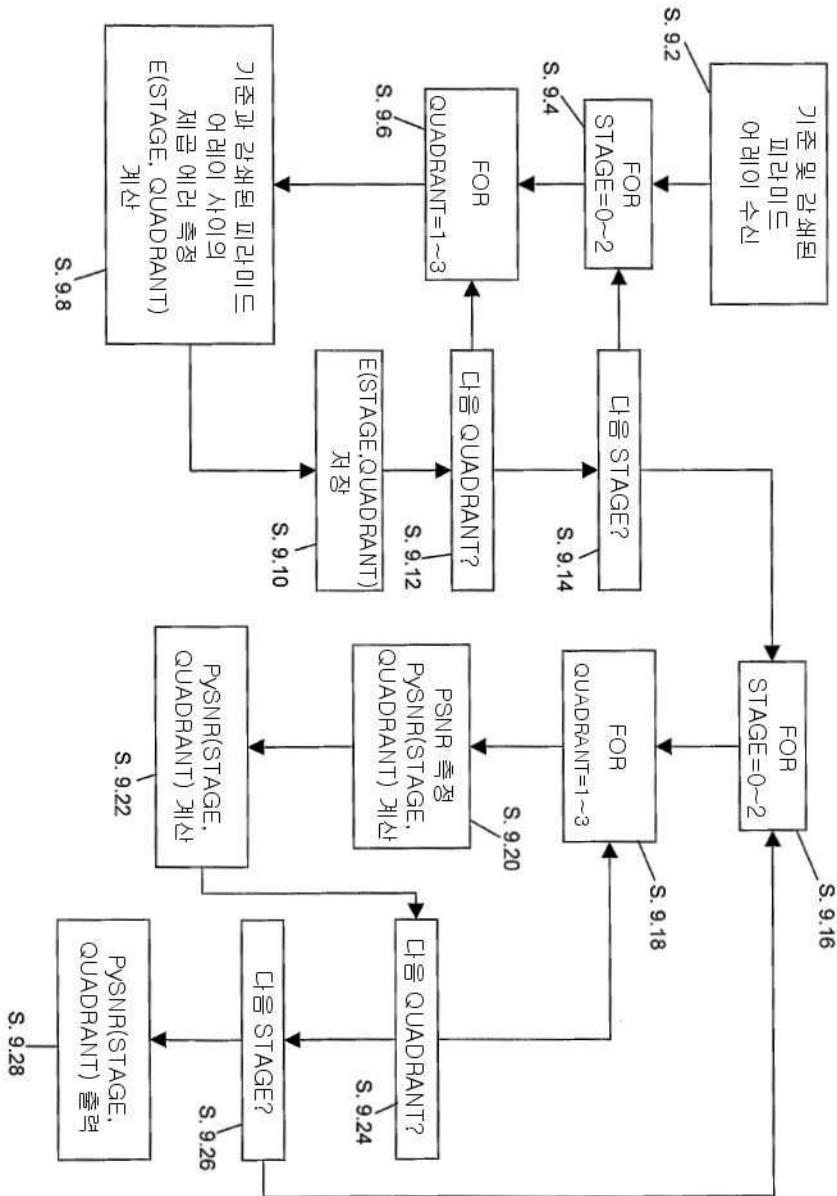 기준 및 감쇄된
피라미드
어레이 수신
S. 9.2
FOR
STAGE=0~2
S. 9.4
FOR
QUADRANT=1~3
S. 9.6
기준과 감쇄된 피라미드
어레이 사이의
제곱 에러 측정
E(STAGE, QUADRANT)
계산
S. 9.8
E(STAGE,QUADRANT)
저장
S. 9.10
다음 QUADRANT?
S. 9.12
다음 STAGE?
S. 9.14
FOR
STAGE=0~2
S. 9.16
FOR
QUADRANT=1~3
S. 9.18
PSNR 측정
PySNR(STAGE,
QUADRANT) 계산
S. 9.20
PySNR(STAGE,
QUADRANT) 계산
S. 9.22
다음 QUADRANT?
S. 9.24
다음 STAGE?
S. 9.26
PySNR(STAGE,
QUADRANT) 출력
S. 9.28